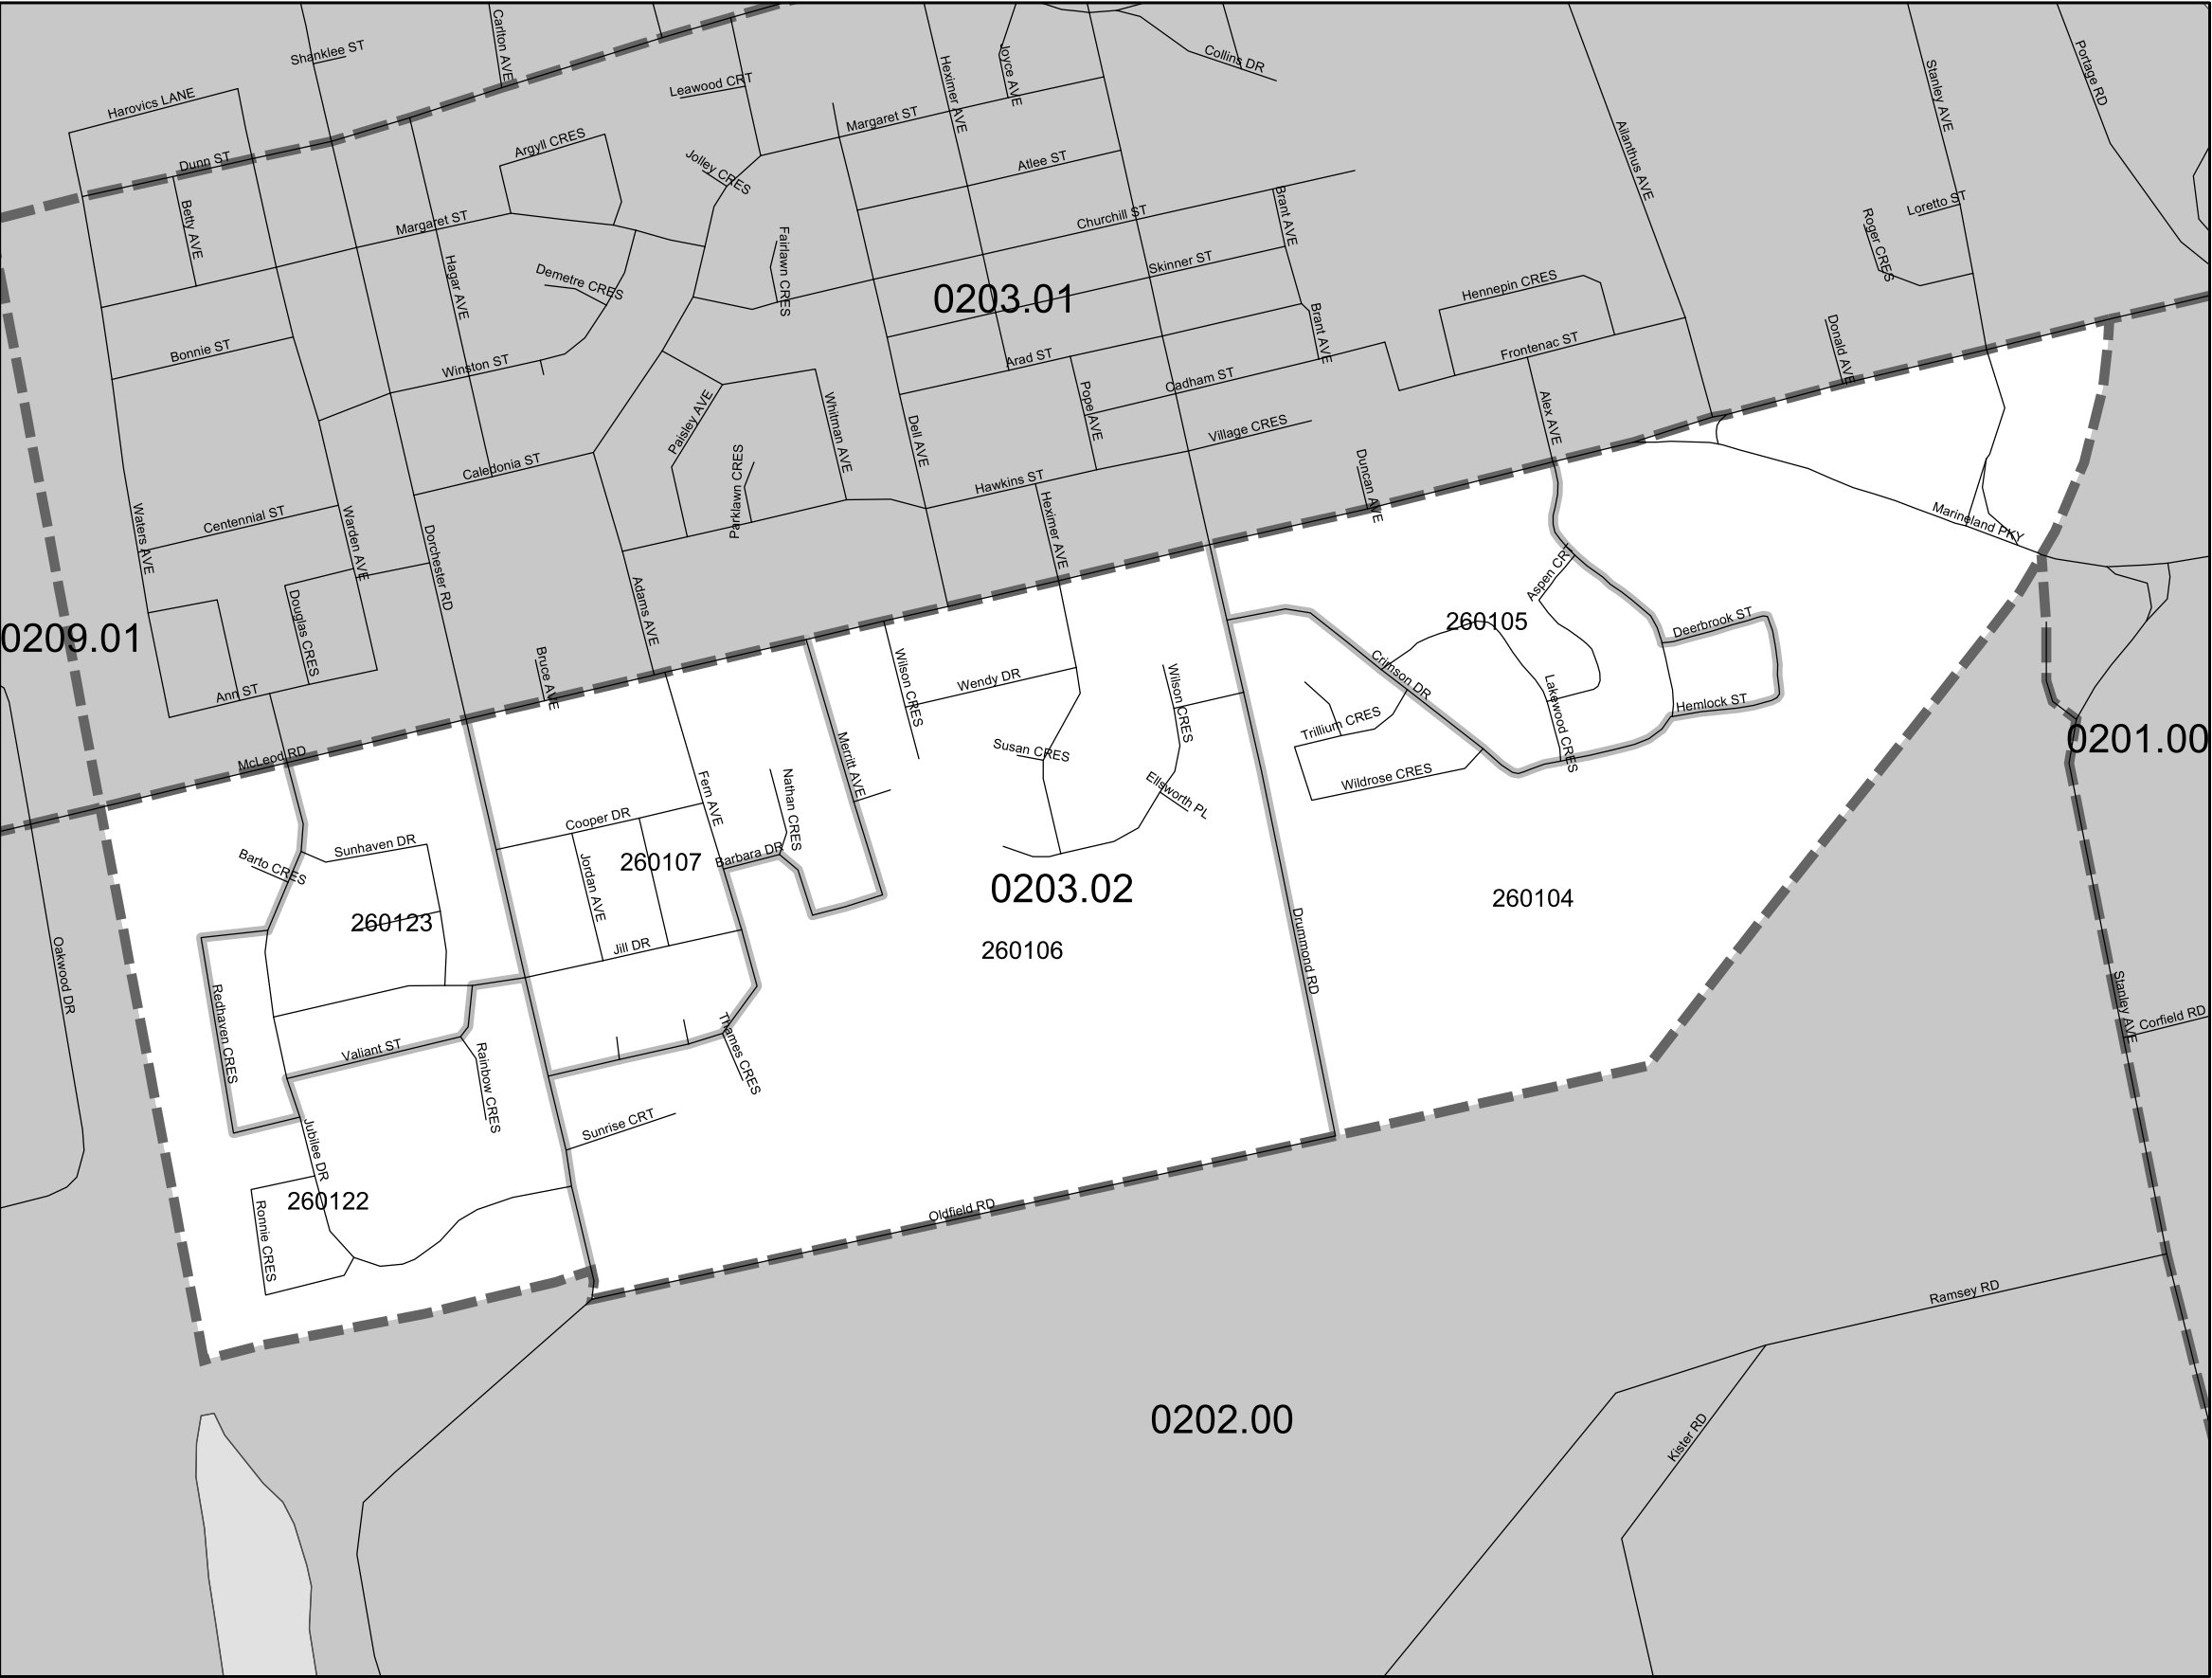 Shanklee ST
Carlton AVE
Joyce AVE
Collins DR
Portage RD
Heximer AVE
Stanley AVE
Leawood CRT
Harovics LANE
Margaret ST
Argyll CRES
Ailanthus AVE
Dunn ST
Jolley CRES
Atlee ST
Betty AVE
Margaret ST
Churchill ST
Brant AVE
Loretto ST
Roger CRES
Fairlawn CRES
Hagar AVE
Demetre CRES
Skinner ST
Hennepin CRES
0203.01
Brant AVE
Donald AVE
Bonnie ST
Winston ST
Arad ST
Frontenac ST
Cadham ST
Pope AVE
Whitman AVE
Paisley AVE
Alex AVE
Dell AVE
Village CRES
Parklawn CRES
Caledonia ST
Duncan AVE
Hawkins ST
Heximer AVE
Waters AVE
Centennial ST
Warden AVE
Dorchester RD
Marineland PKY
Aspen CRT
Adams AVE
Douglas CRES
0209.01
260105
Deerbrook ST
Bruce AVE
Wilson CRES
Wendy DR
Wilson CRES
Crimson DR
Lakewood CRES
Hemlock ST
Ann ST
Trillium CRES
0201.00
McLeod RD
Merritt AVE
Susan CRES
Ellsworth PL
Wildrose CRES
Nathan CRES
Fern AVE
Cooper DR
Sunhaven DR
Barto CRES
260107
Barbara DR
Jordan AVE
0203.02
260104
260123
Jill DR
260106
Drummond RD
Oakwood DR
Redhaven CRES
Stanley AVE
Corfield RD
Thames CRES
Valiant ST
Rainbow CRES
Sunrise CRT
Jubilee DR
260122
Ronnie CRES
Oldfield RD
Ramsey RD
0202.00
Kister RD